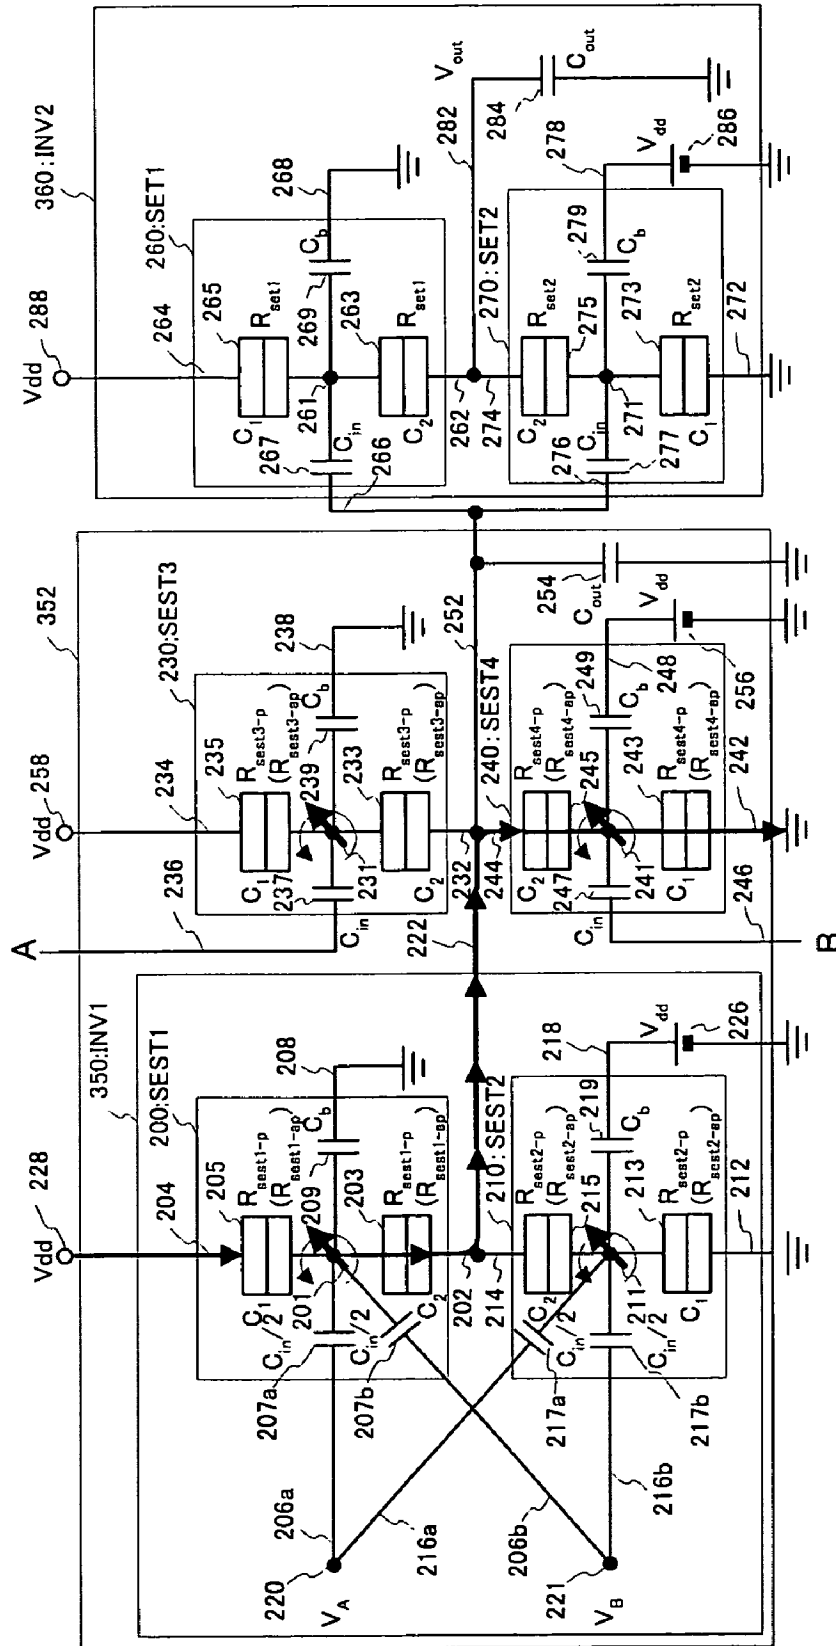 352
350:INV1
200:SEST1
Vdd
228
204
205
C1
Rsest1-p
(Rsest1-ap)
Cin/2
207a
209
Cb
208
201
Cin/2
207b
203
Rsest1-p
(Rsest1-ap)
C2
206a
220
VA
216a
202
222
214
210:SEST2
C2
Rsest2-p
(Rsest2-ap)
215
Cin/2
217a
219
Cb
218
Vdd
226
206b
221
VB
216b
Cin/2
217b
211
213
Rsest2-p
(Rsest2-ap)
C1
212
A
236
Vdd
258
234
230:SEST3
235
C1
Rsest3-p
(Rsest3-ap)
237
239
Cb
238
Cin
231
233
Rsest3-p
(Rsest3-ap)
C2
232
252
244
240:SEST4
C2
Rsest4-p
(Rsest4-ap)
245
247
Cin
249
Cb
248
Cout
254
Vdd
256
241
243
Rsest4-p
(Rsest4-ap)
C1
242
246
B
360:INV2
260:SET1
Vdd
288
264
265
C1
Rset1
267
Cin
266
261
269
Cb
268
263
Rset1
C2
262
274
282
Vout
284
Cout
270:SET2
C2
Rset2
275
276
Cin
277
271
279
Cb
278
Vdd
286
273
Rset2
C1
272